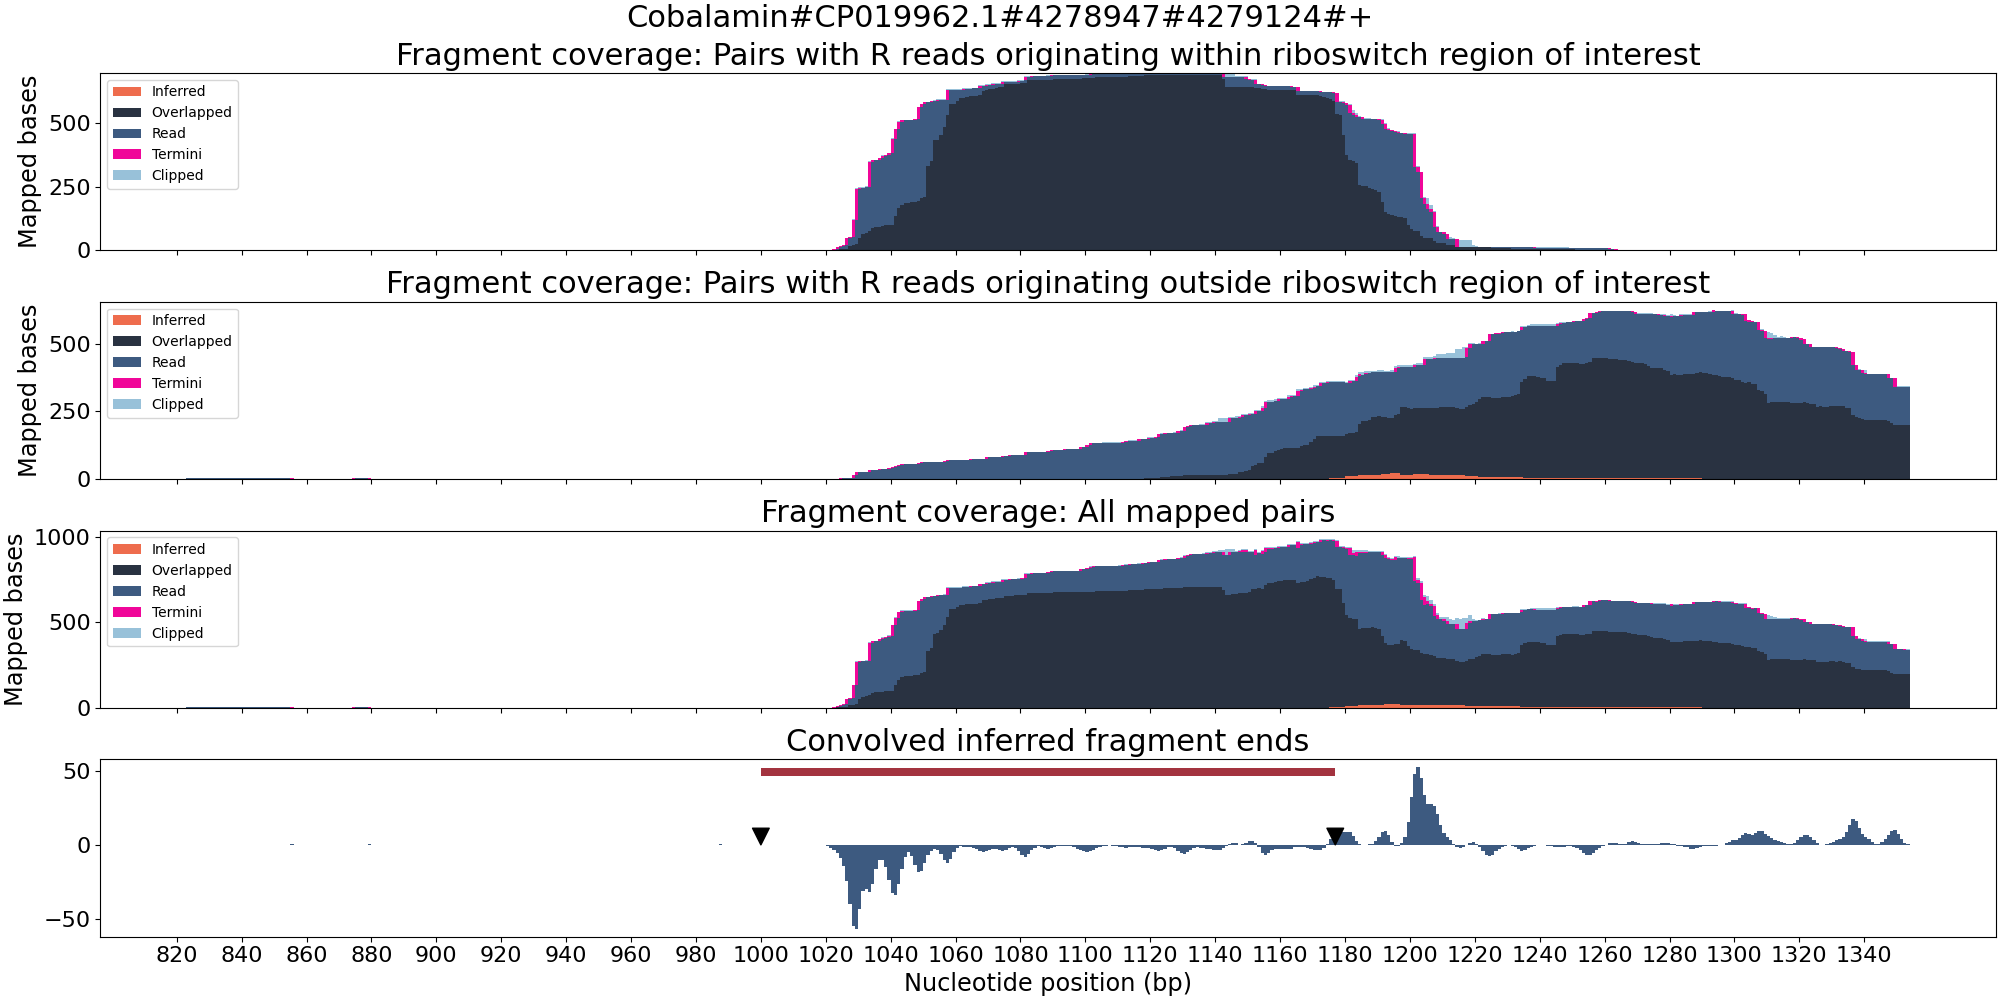 Cobalamin#CP019962.1#4278947#4279124#+
Fragment coverage: Pairs with R reads originating within riboswitch region of interest
Mapped bases
500
250
0
Inferred
Overlapped
Read
Termini
Clipped
Fragment coverage: Pairs with R reads originating outside riboswitch region of interest
Mapped bases
500
250
0
Inferred
Overlapped
Read
Termini
Clipped
Fragment coverage: All mapped pairs
Mapped bases
1000
500
0
Inferred
Overlapped
Read
Termini
Clipped
Convolved inferred fragment ends
50
0
−50
820 840 860 880 900 920 940 960 980 1000 1020 1040 1060 1080 1100 1120 1140 1160 1180 1200 1220 1240 1260 1280 1300 1320 1340
Nucleotide position (bp)